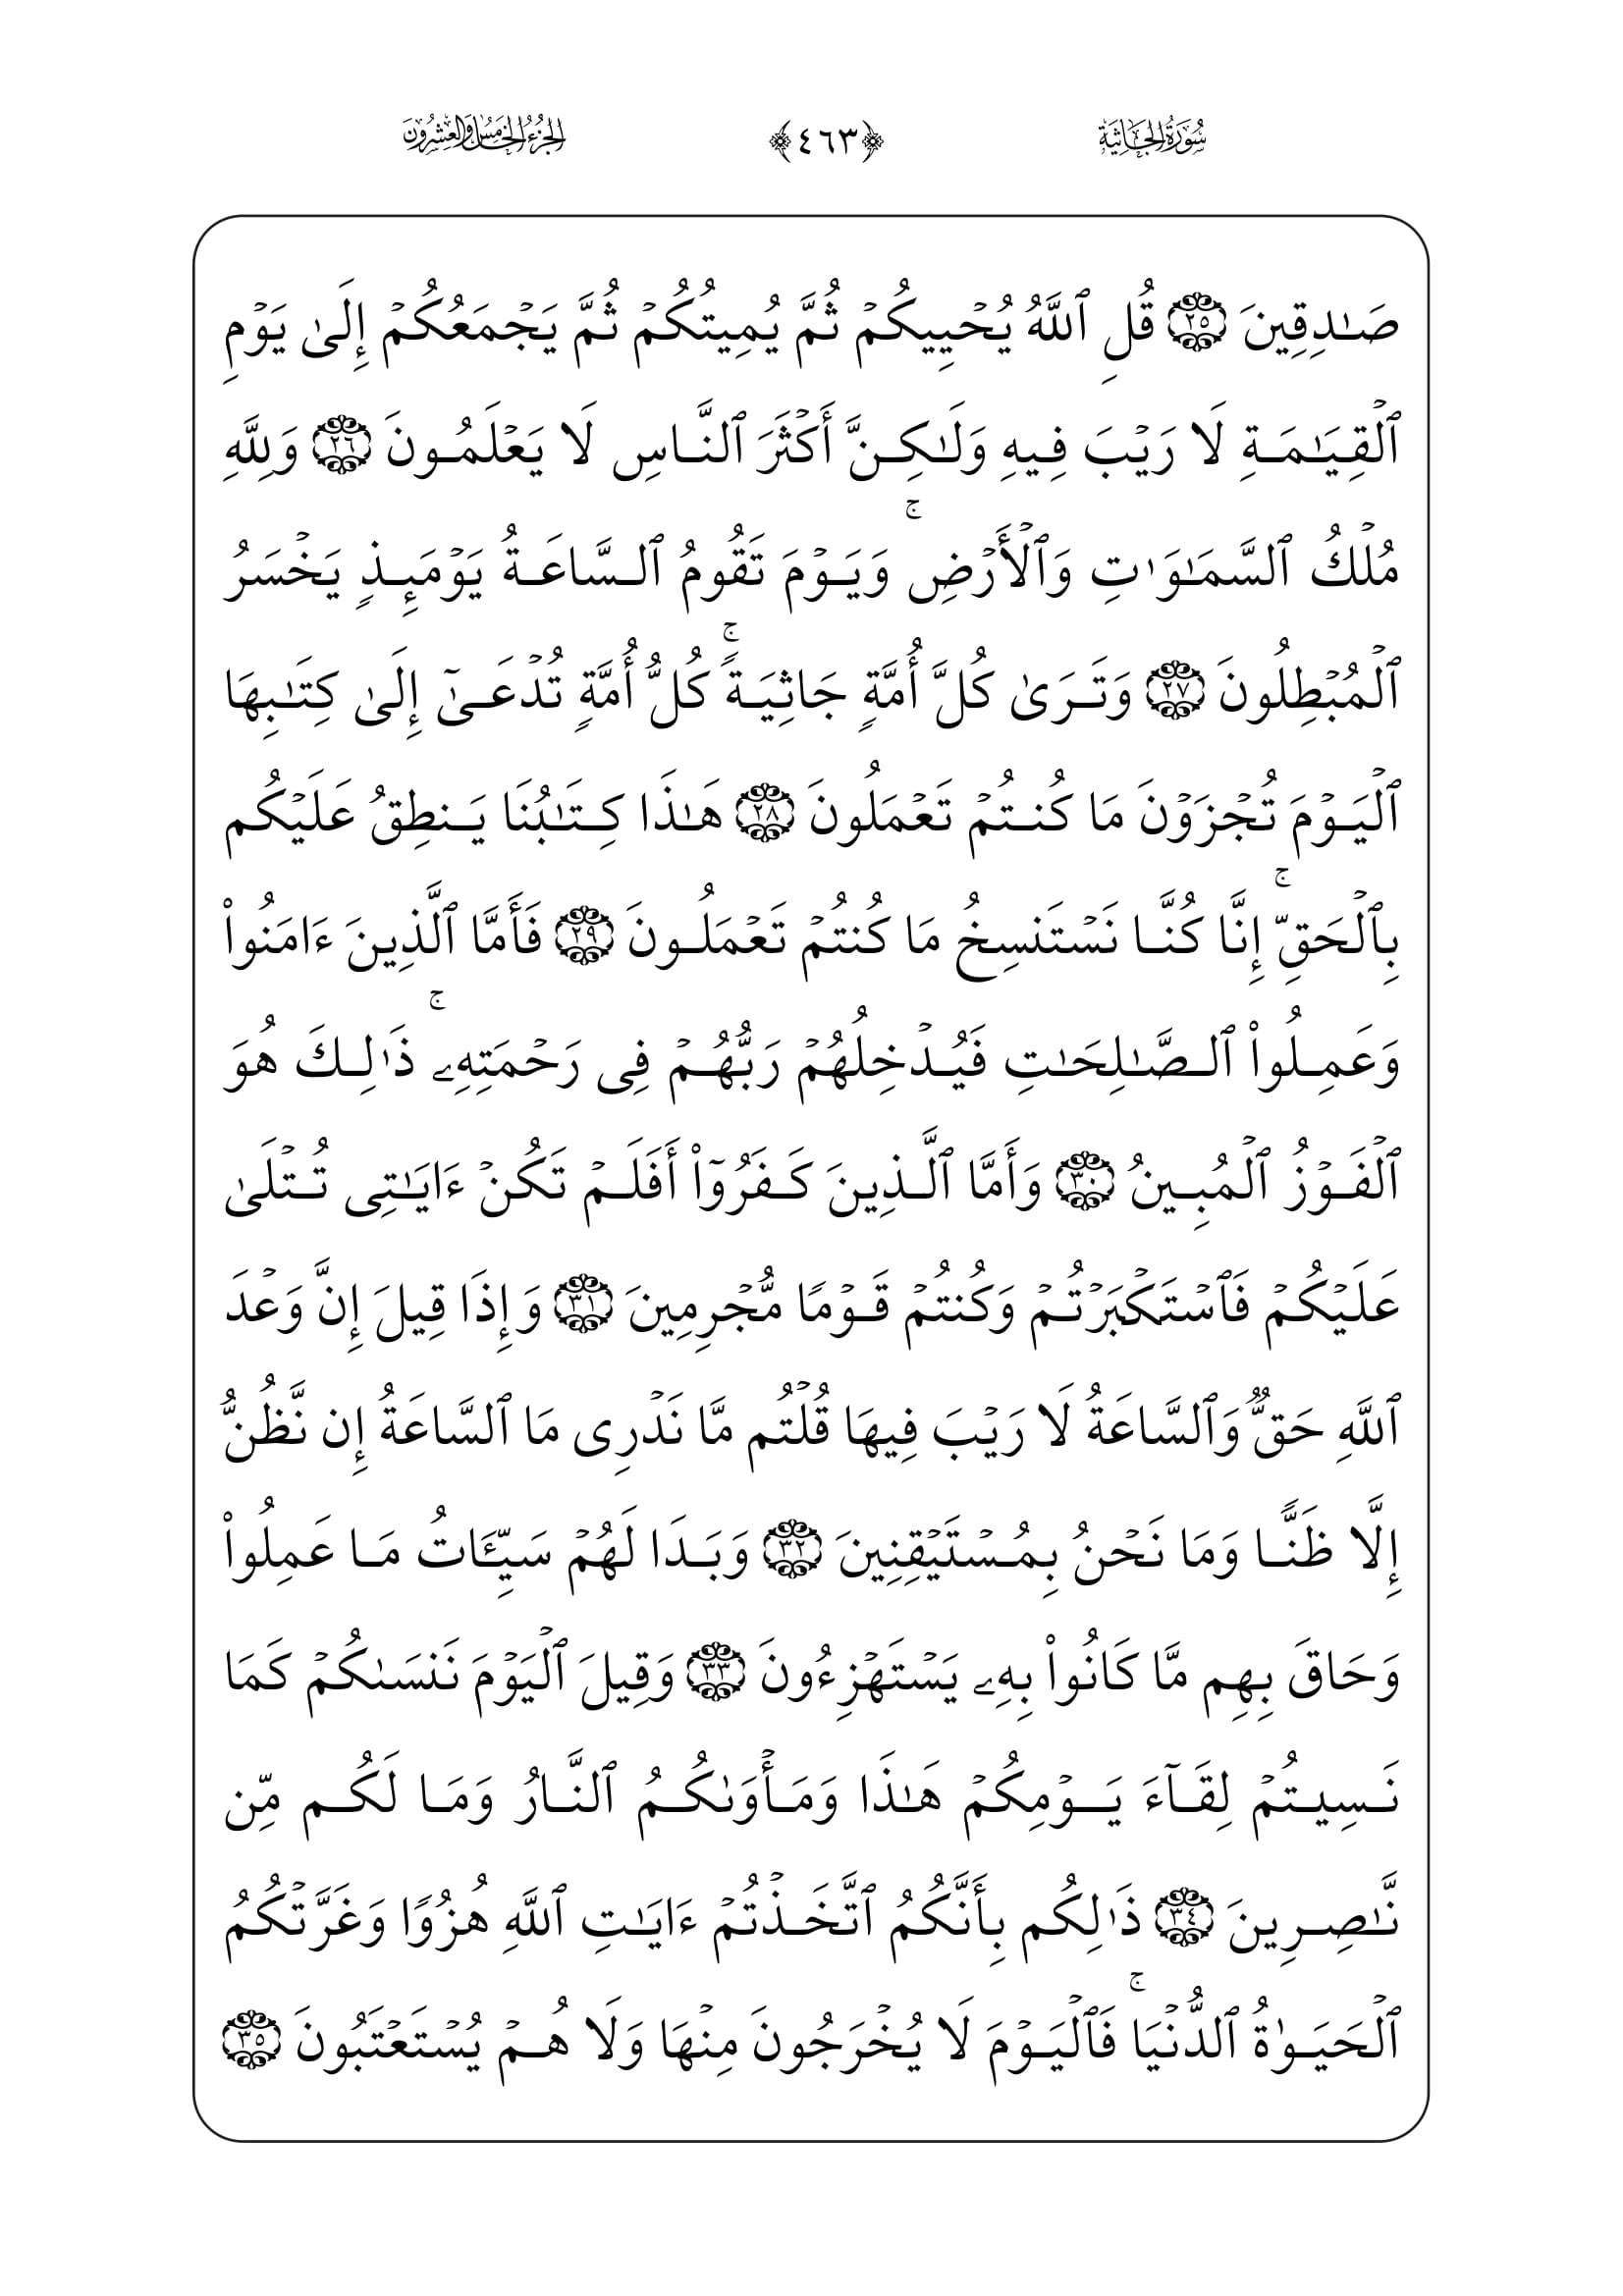 سُورَةُ الجَاثِيَةِ ﴿٤٦٣﴾ الجُزْءُ الخَامِسُ وَالعِشْرُونَ
صَـٰدِقِينَ ٢٥ قُلِ ٱللَّهُ يُحۡيِيكُمۡ ثُمَّ يُمِيتُكُمۡ ثُمَّ يَجۡمَعُكُمۡ إِلَىٰ يَوۡمِ
ٱلۡقِيَـٰمَةِ لَا رَيۡبَ فِيهِ وَلَـٰكِنَّ أَكۡثَرَ ٱلنَّاسِ لَا يَعۡلَمُونَ ٢٦ وَلِلَّهِ
مُلۡكُ ٱلسَّمَـٰوَٰتِ وَٱلۡأَرۡضِۚ وَيَوۡمَ تَقُومُ ٱلسَّاعَةُ يَوۡمَئِذٍ يَخۡسَرُ
ٱلۡمُبۡطِلُونَ ٢٧ وَتَرَىٰ كُلَّ أُمَّةٍ جَاثِيَةًۚ كُلُّ أُمَّةٍ تُدۡعَىٰٓ إِلَىٰ كِتَـٰبِهَا
ٱلۡيَوۡمَ تُجۡزَوۡنَ مَا كُنتُمۡ تَعۡمَلُونَ ٢٨ هَـٰذَا كِتَـٰبُنَا يَنطِقُ عَلَيۡكُم
بِٱلۡحَقِّۚ إِنَّا كُنَّا نَسۡتَنسِخُ مَا كُنتُمۡ تَعۡمَلُونَ ٢٩ فَأَمَّا ٱلَّذِينَ ءَامَنُوا۟
وَعَمِلُوا۟ ٱلصَّـٰلِحَـٰتِ فَيُدۡخِلُهُمۡ رَبُّهُمۡ فِى رَحۡمَتِهِۦۚ ذَٰلِكَ هُوَ
ٱلۡفَوۡزُ ٱلۡمُبِينُ ٣٠ وَأَمَّا ٱلَّذِينَ كَفَرُوٓا۟ أَفَلَمۡ تَكُنۡ ءَايَـٰتِى تُتۡلَىٰ
عَلَيۡكُمۡ فَٱسۡتَكۡبَرۡتُمۡ وَكُنتُمۡ قَوۡمًا مُّجۡرِمِينَ ٣١ وَإِذَا قِيلَ إِنَّ وَعۡدَ
ٱللَّهِ حَقٌّ وَٱلسَّاعَةُ لَا رَيۡبَ فِيهَا قُلۡتُم مَّا نَدۡرِى مَا ٱلسَّاعَةُ إِن نَّظُنُّ
إِلَّا ظَنًّا وَمَا نَحۡنُ بِمُسۡتَيۡقِنِينَ ٣٢ وَبَدَا لَهُمۡ سَيِّـَٔاتُ مَا عَمِلُوا۟
وَحَاقَ بِهِم مَّا كَانُوا۟ بِهِۦ يَسۡتَهۡزِءُونَ ٣٣ وَقِيلَ ٱلۡيَوۡمَ نَنسَىٰكُمۡ كَمَا
نَسِيتُمۡ لِقَآءَ يَوۡمِكُمۡ هَـٰذَا وَمَأۡوَىٰكُمُ ٱلنَّارُ وَمَا لَكُم مِّن
نَّـٰصِرِينَ ٣٤ ذَٰلِكُم بِأَنَّكُمُ ٱتَّخَذۡتُمۡ ءَايَـٰتِ ٱللَّهِ هُزُوًا وَغَرَّتۡكُمُ
ٱلۡحَيَوٰةُ ٱلدُّنۡيَاۚ فَٱلۡيَوۡمَ لَا يُخۡرَجُونَ مِنۡهَا وَلَا هُمۡ يُسۡتَعۡتَبُونَ ٣٥